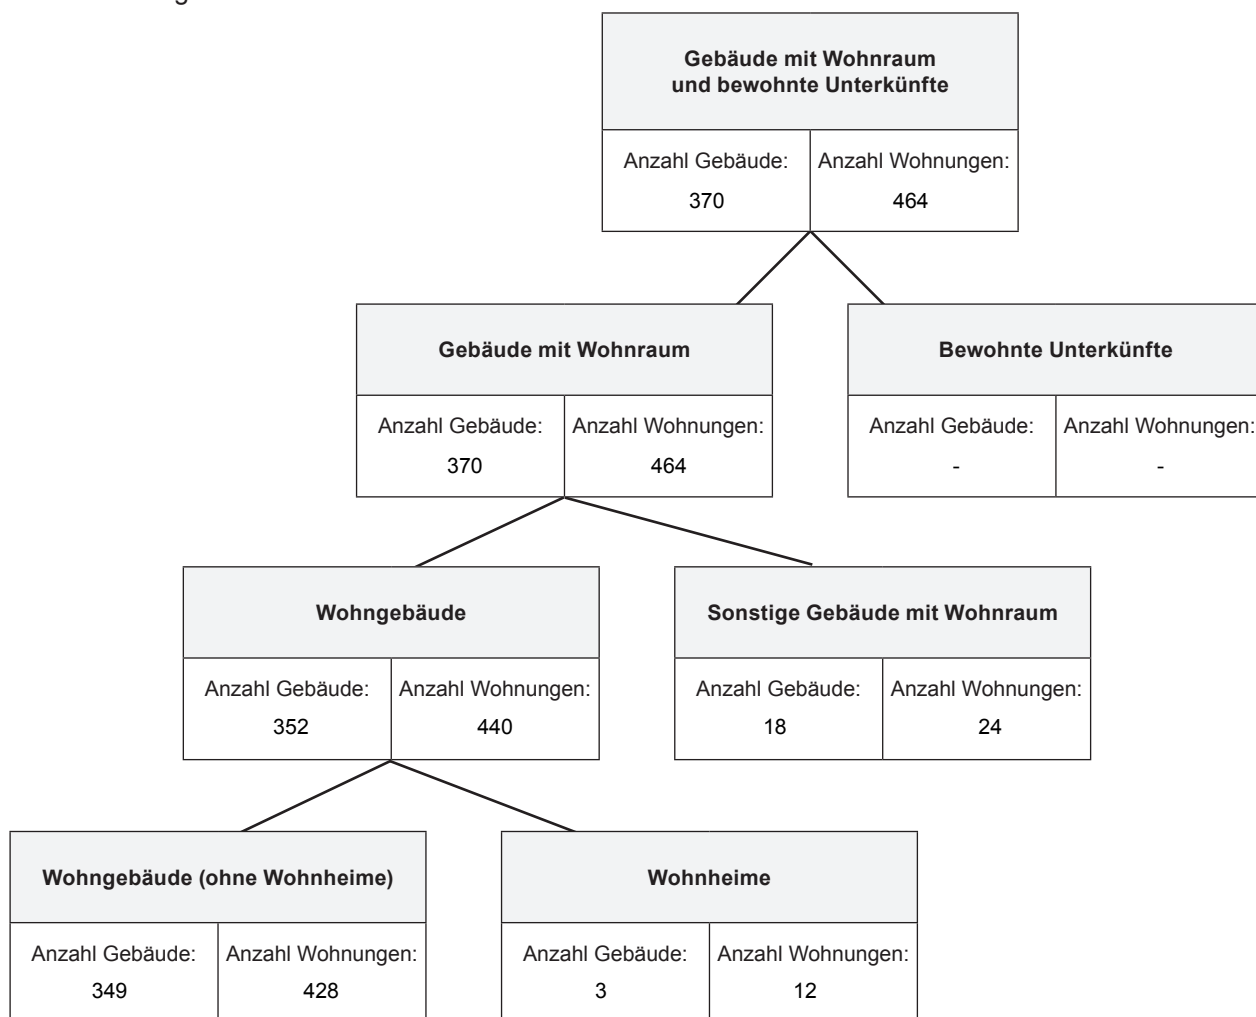 Gebäude mit Wohnraum
und bewohnte Unterkünfte
Anzahl Gebäude: Anzahl Wohnungen:
370 464
Gebäude mit Wohnraum
Bewohnte Unterkünfte
Anzahl Gebäude: Anzahl Wohnungen:
370 464
Anzahl Gebäude: Anzahl Wohnungen:
- -
Wohngebäude
Sonstige Gebäude mit Wohnraum
Anzahl Gebäude: Anzahl Wohnungen:
352 440
Anzahl Gebäude: Anzahl Wohnungen:
18 24
Wohngebäude (ohne Wohnheime)
Wohnheime
Anzahl Gebäude: Anzahl Wohnungen:
349 428
Anzahl Gebäude: Anzahl Wohnungen:
3 12